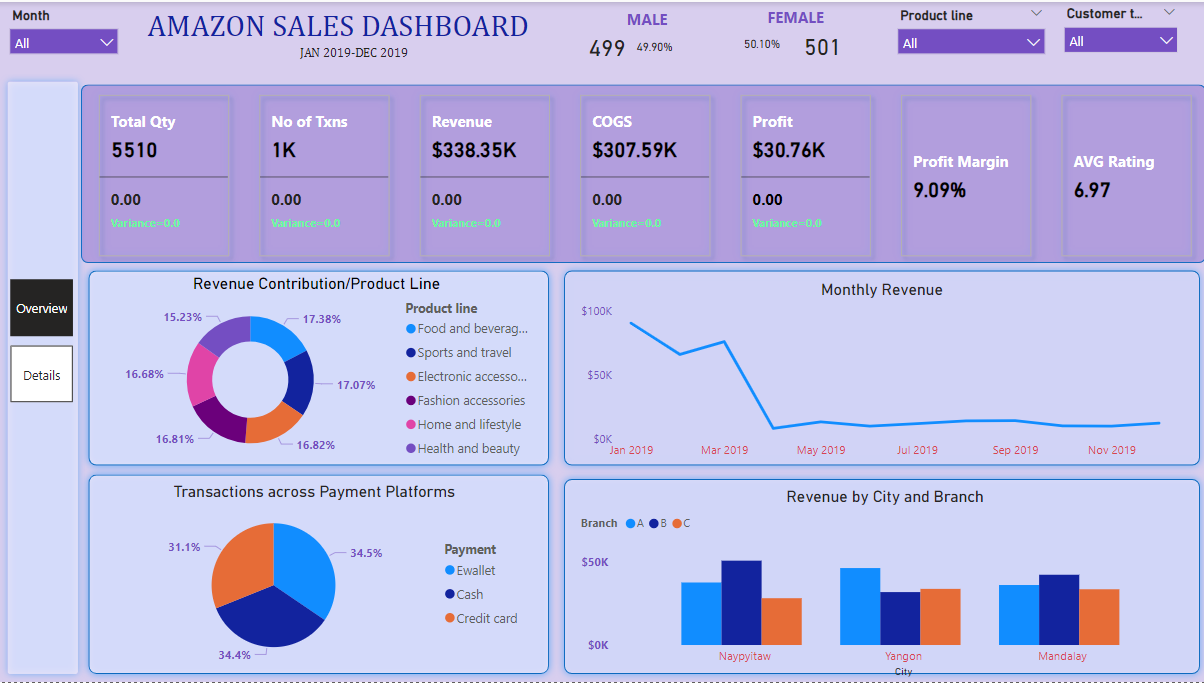 Month
All
AMAZON SALES DASHBOARD
JAN 2019-DEC 2019
MALE
499 49.90%
FEMALE
50.10% 501
Product line
All
Customer t...
All
Total Qty
5510
0.00
Variance=0.0
No of Txns
1K
0.00
Variance=0.0
Revenue
$338.35K
0.00
Variance=0.0
COGS
$307.59K
0.00
Variance=0.0
Profit
$30.76K
0.00
Variance=0.0
Profit Margin
9.09%
AVG Rating
6.97
Overview
Details
Revenue Contribution/Product Line
15.23%
17.38%
16.68%
17.07%
16.81%
16.82%
Product line
Food and beverag...
Sports and travel
Electronic accesso...
Fashion accessories
Home and lifestyle
Health and beauty
Monthly Revenue
$100K
$50K
$0K
Jan 2019 Mar 2019 May 2019 Jul 2019 Sep 2019 Nov 2019
Transactions across Payment Platforms
31.1%
34.5%
34.4%
Payment
Ewallet
Cash
Credit card
Revenue by City and Branch
Branch A B C
$50K
$0K
Naypyitaw Yangon Mandalay
City